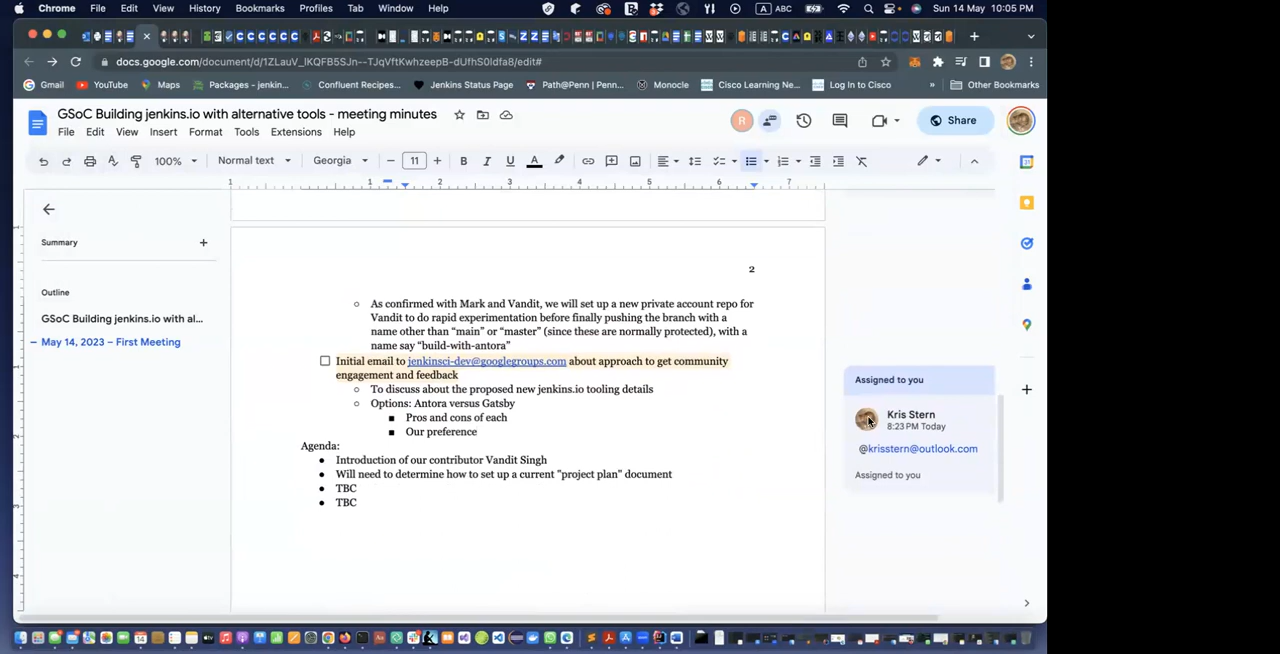 Chrome File Edit View History Bookmarks Profiles Tab Window Help A ABC Sun 14 May 10:05 PM
docs.google.com/document/d/1ZLauV_lKQFB5SJn--TJqVftKwhzeepB-dUfhS0ldfa8/edit#
Gmail YouTube Maps Packages - jenkin... Confluent Recipes... Jenkins Status Page Path@Penn | Penn... Monocle Cisco Learning Ne... Log In to Cisco » Other Bookmarks
GSoC Building jenkins.io with alternative tools - meeting minutes
R
Share
File Edit View Insert Format Tools Extensions Help
100% Normal text Georgia 11 B I U A
1 1 2 3 4 5 6 7
Summary
Outline
GSoC Building jenkins.io with al...
May 14, 2023 – First Meeting
2
As confirmed with Mark and Vandit, we will set up a new private account repo for
Vandit to do rapid experimentation before finally pushing the branch with a
name other than “main” or “master” (since these are normally protected), with a
name say “build-with-antora”
Initial email to jenkinsci-dev@googlegroups.com about approach to get community
engagement and feedback
To discuss about the proposed new jenkins.io tooling details
Options: Antora versus Gatsby
Pros and cons of each
Our preference
Agenda:
Introduction of our contributor Vandit Singh
Will need to determine how to set up a current "project plan" document
TBC
TBC
Assigned to you
Kris Stern
8:23 PM Today
@krisstern@outlook.com
Assigned to you